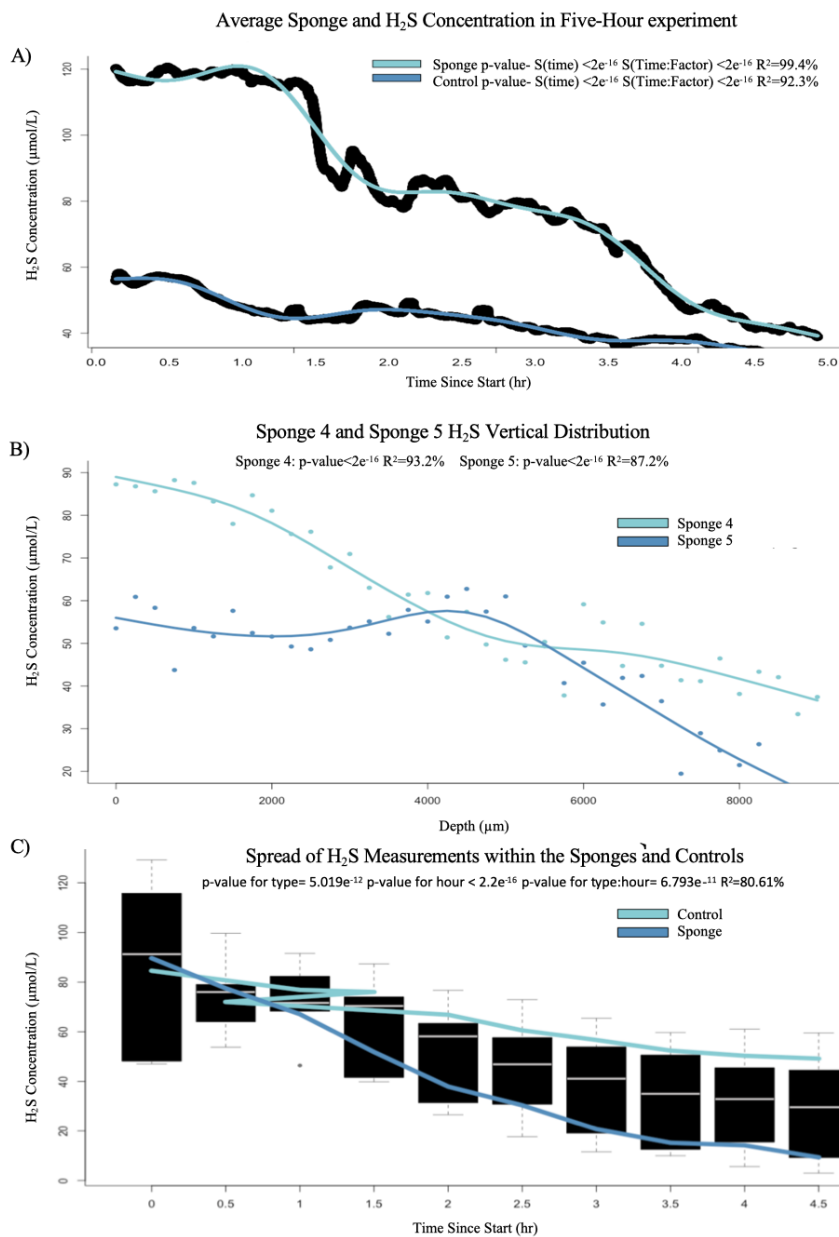 Average Sponge and H₂S Concentration in Five-Hour experiment
A)
Sponge p-value- S(time) <2e⁻¹⁶ S(Time:Factor) <2e⁻¹⁶ R²=99.4%
Control p-value- S(time) <2e⁻¹⁶ S(Time:Factor) <2e⁻¹⁶ R²=92.3%
H₂S Concentration (µmol/L)
120
100
80
60
40
0.0 0.5 1.0 1.5 2.0 2.5 3.0 3.5 4.0 4.5 5.0
Time Since Start (hr)
B)
Sponge 4 and Sponge 5 H₂S Vertical Distribution
Sponge 4: p-value<2e⁻¹⁶ R²=93.2% Sponge 5: p-value<2e⁻¹⁶ R²=87.2%
Sponge 4
Sponge 5
H₂S Concentration (µmol/L)
90
80
70
60
50
40
30
20
0 2000 4000 6000 8000
Depth (µm)
C)
Spread of H₂S Measurements within the Sponges and Controls
p-value for type= 5.019e⁻¹² p-value for hour < 2.2e⁻¹⁶ p-value for type:hour= 6.793e⁻¹¹ R²=80.61%
Control
Sponge
H₂S Concentration (µmol/L)
120
100
80
60
40
20
0
0 0.5 1 1.5 2 2.5 3 3.5 4 4.5
Time Since Start (hr)